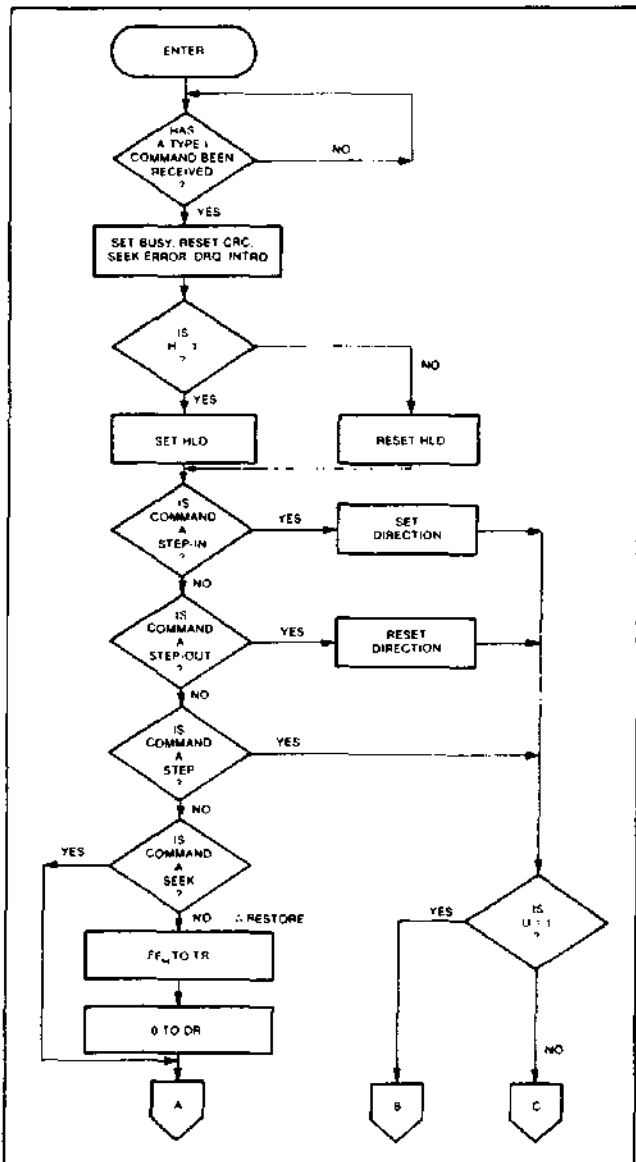 ENTER
HAS
A TYPE I
COMMAND BEEN
RECEIVED
?
NO
YES
SET BUSY, RESET CRC,
SEEK ERROR, DRQ, INTRQ
IS
H = 1
?
NO
YES
SET HLD
RESET HLD
IS
COMMAND
A
STEP-IN
?
YES
SET
DIRECTION
NO
IS
COMMAND
A
STEP-OUT
?
YES
RESET
DIRECTION
NO
IS
COMMAND
A
STEP
?
YES
NO
YES
IS
COMMAND
A
SEEK
?
NO
RESTORE
YES
IS
U = 1
?
FFH TO TR
0 TO DR
NO
A
B
C